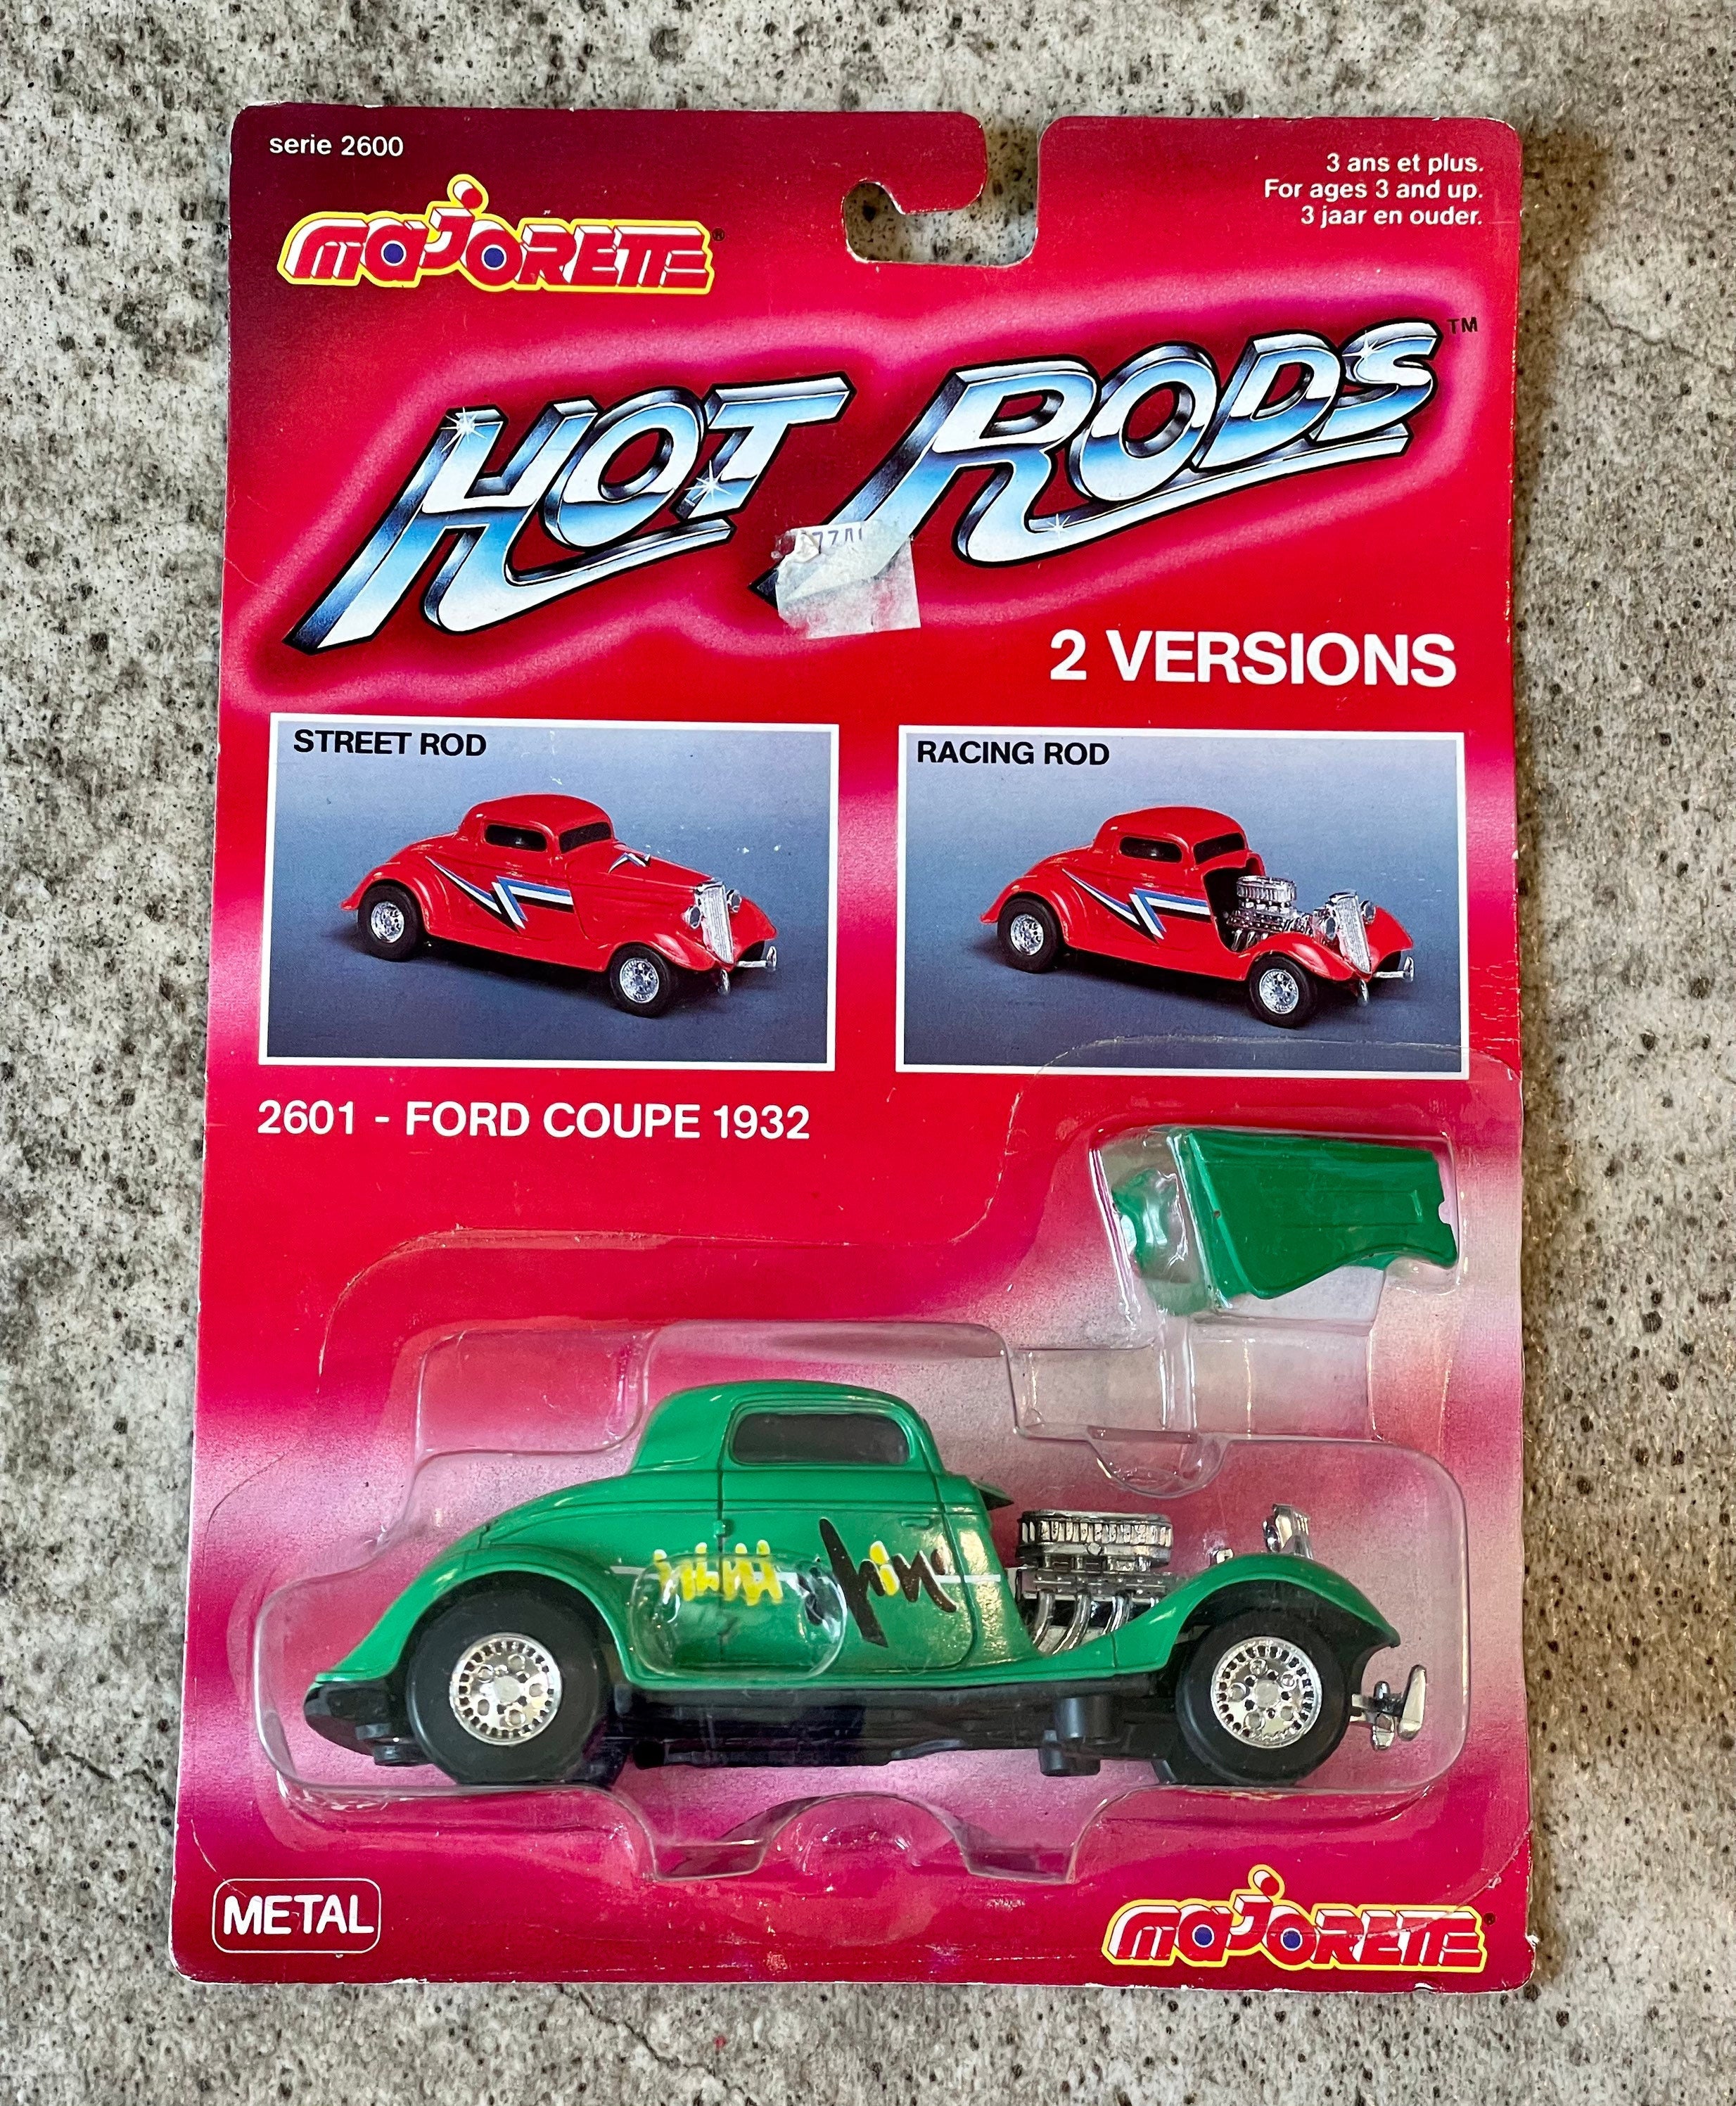 serie 2600
MAJORETTE®
3 ans et plus.
For ages 3 and up.
3 jaar en ouder.
HOT RODS™
2 VERSIONS
STREET ROD
RACING ROD
2601 - FORD COUPE 1932
METAL
MAJORETTE®